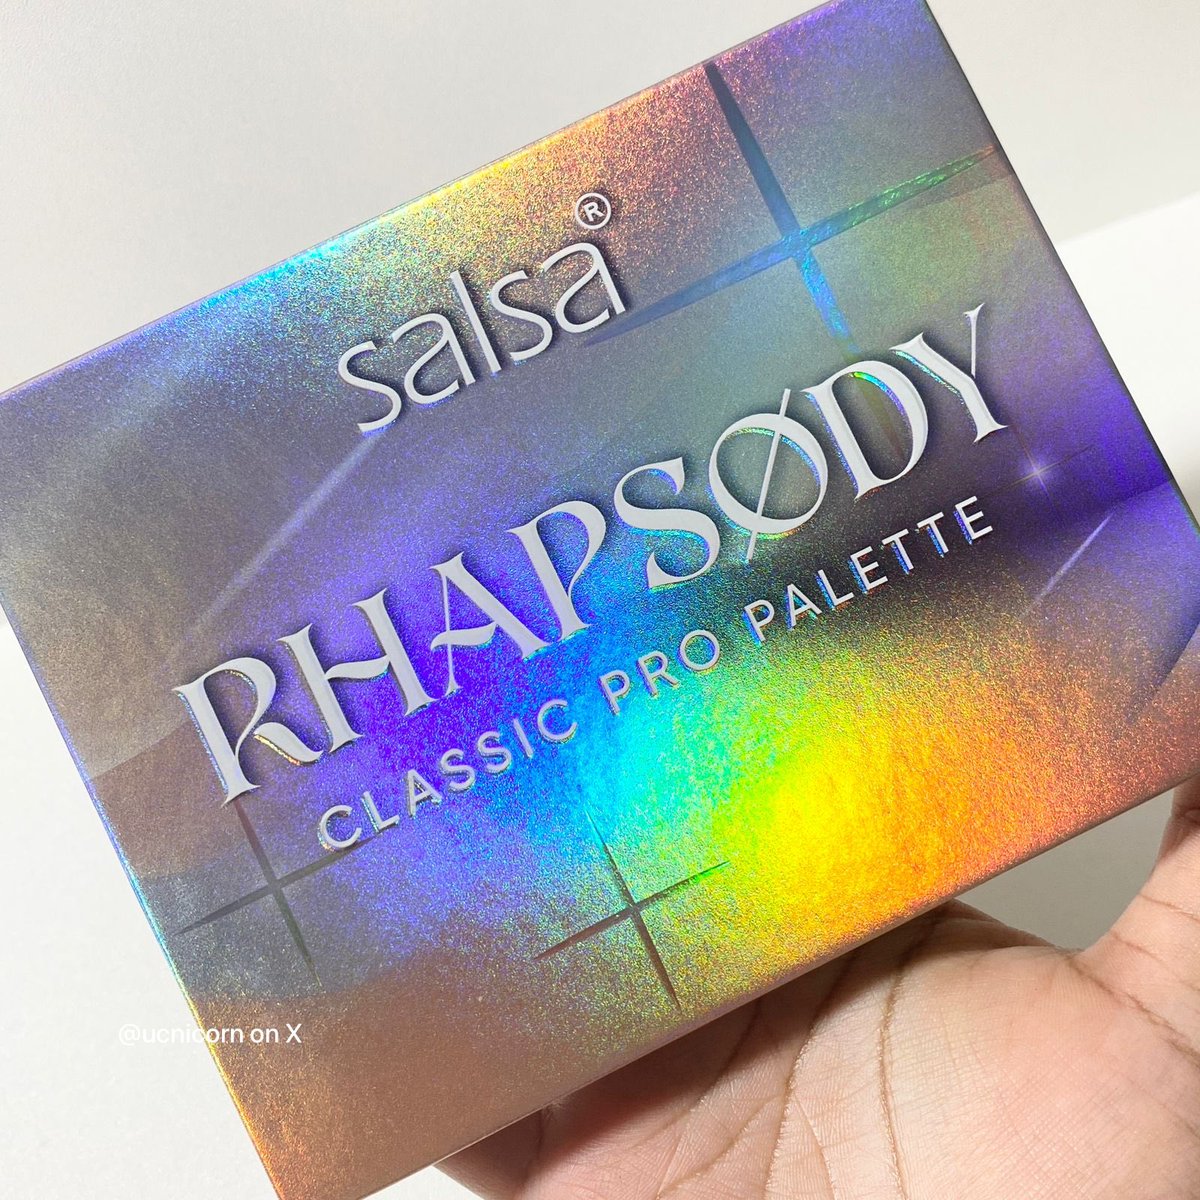 salsa®
RHAPSØDY
CLASSIC PRO PALETTE
@ucnicorn on X